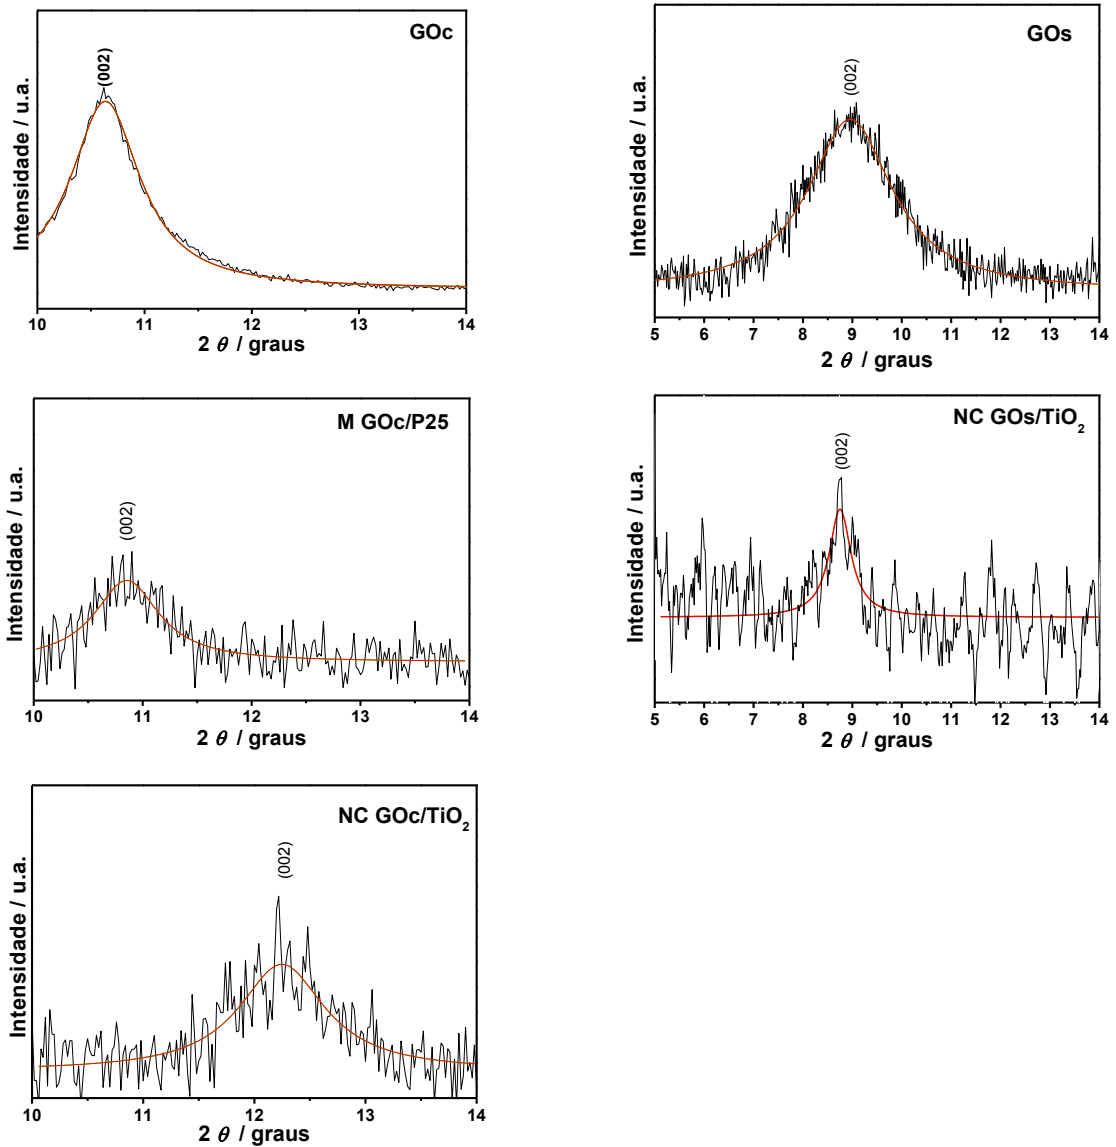 GOc
(002)
Intensidade / u.a.
10 11 12 13 14
2 θ / graus
GOs
(002)
Intensidade / u.a.
5 6 7 8 9 10 11 12 13 14
2 θ / graus
M GOc/P25
(002)
Intensidade / u.a.
10 11 12 13 14
2 θ / graus
NC GOs/TiO2
(002)
Intensidade / u.a.
5 6 7 8 9 10 11 12 13 14
2 θ / graus
NC GOc/TiO2
(002)
Intensidade / u.a.
10 11 12 13 14
2 θ / graus